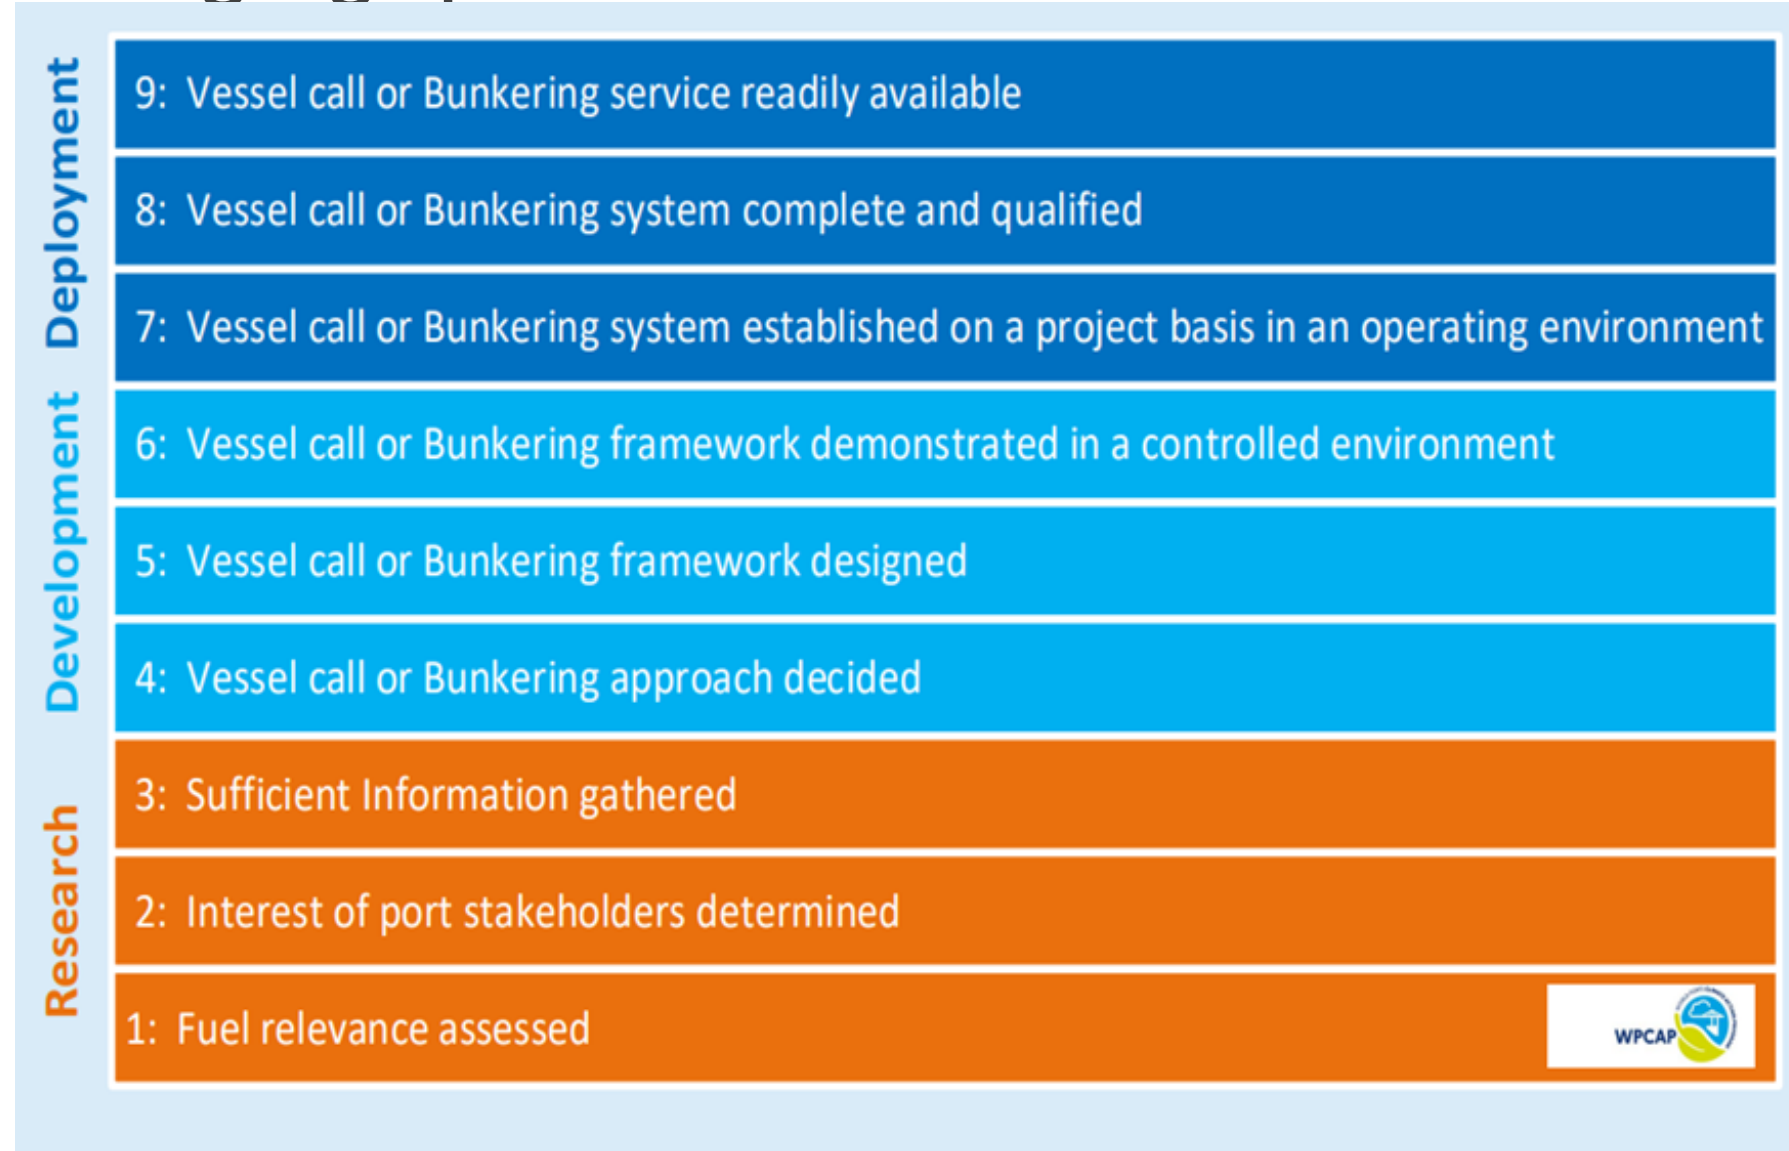 Deployment
9: Vessel call or Bunkering service readily available
8: Vessel call or Bunkering system complete and qualified
7: Vessel call or Bunkering system established on a project basis in an operating environment
Development
6: Vessel call or Bunkering framework demonstrated in a controlled environment
5: Vessel call or Bunkering framework designed
4: Vessel call or Bunkering approach decided
Research
3: Sufficient Information gathered
2: Interest of port stakeholders determined
1: Fuel relevance assessed
WPCAP